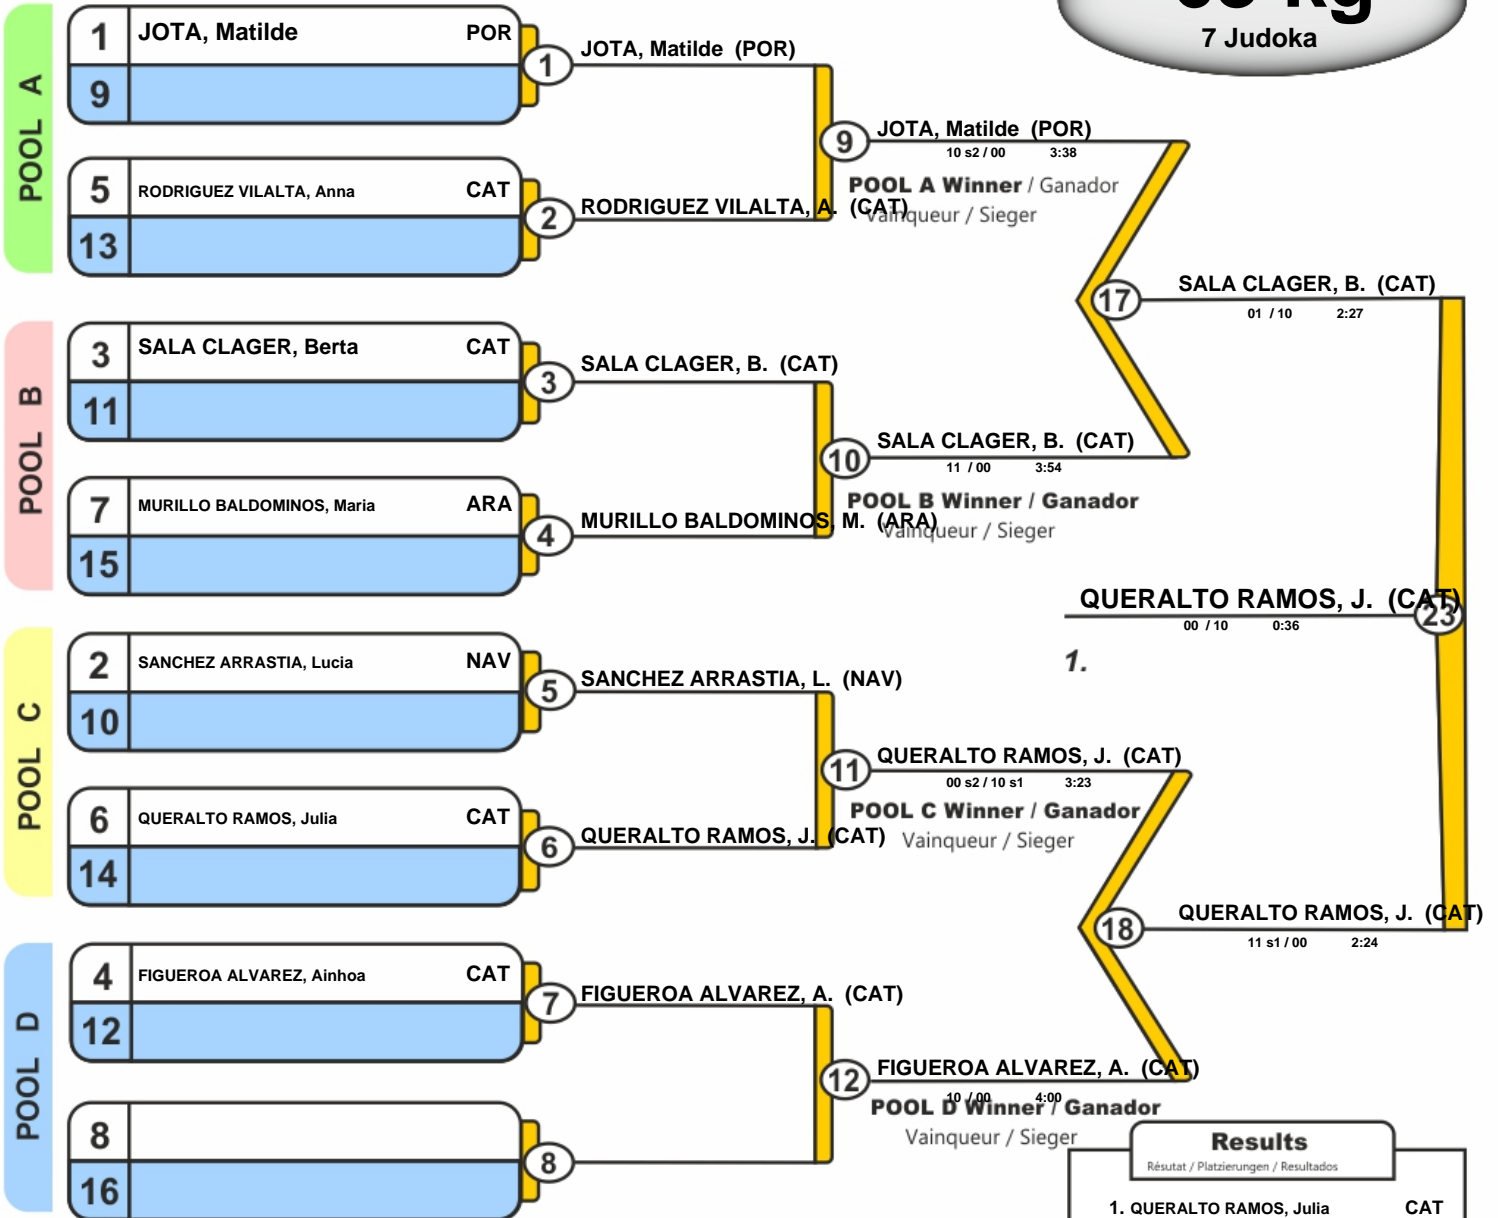 7 Judoka
POOL A
1 JOTA, Matilde POR
9
5 RODRIGUEZ VILALTA, Anna CAT
13
1 JOTA, Matilde (POR)
2 RODRIGUEZ VILALTA, A. (CAT)
9 JOTA, Matilde (POR)
10 s2 / 00 3:38
POOL A Winner / Ganador
Vainqueur / Sieger
POOL B
3 SALA CLAGER, Berta CAT
11
7 MURILLO BALDOMINOS, Maria ARA
15
3 SALA CLAGER, B. (CAT)
4 MURILLO BALDOMINOS, M. (ARA)
10 SALA CLAGER, B. (CAT)
11 / 00 3:54
POOL B Winner / Ganador
Vainqueur / Sieger
17 SALA CLAGER, B. (CAT)
01 / 10 2:27
QUERALTO RAMOS, J. (CAT)
23
00 / 10 0:36
1.
POOL C
2 SANCHEZ ARRASTIA, Lucia NAV
10
6 QUERALTO RAMOS, Julia CAT
14
5 SANCHEZ ARRASTIA, L. (NAV)
6 QUERALTO RAMOS, J. (CAT)
11 QUERALTO RAMOS, J. (CAT)
00 s2 / 10 s1 3:23
POOL C Winner / Ganador
Vainqueur / Sieger
18 QUERALTO RAMOS, J. (CAT)
11 s1 / 00 2:24
POOL D
4 FIGUEROA ALVAREZ, Ainhoa CAT
12
8
16
7 FIGUEROA ALVAREZ, A. (CAT)
8
12 FIGUEROA ALVAREZ, A. (CAT)
10 / 00 4:00
POOL D Winner / Ganador
Vainqueur / Sieger
Results
Résutat / Platzierungen / Resultados
1. QUERALTO RAMOS, Julia CAT